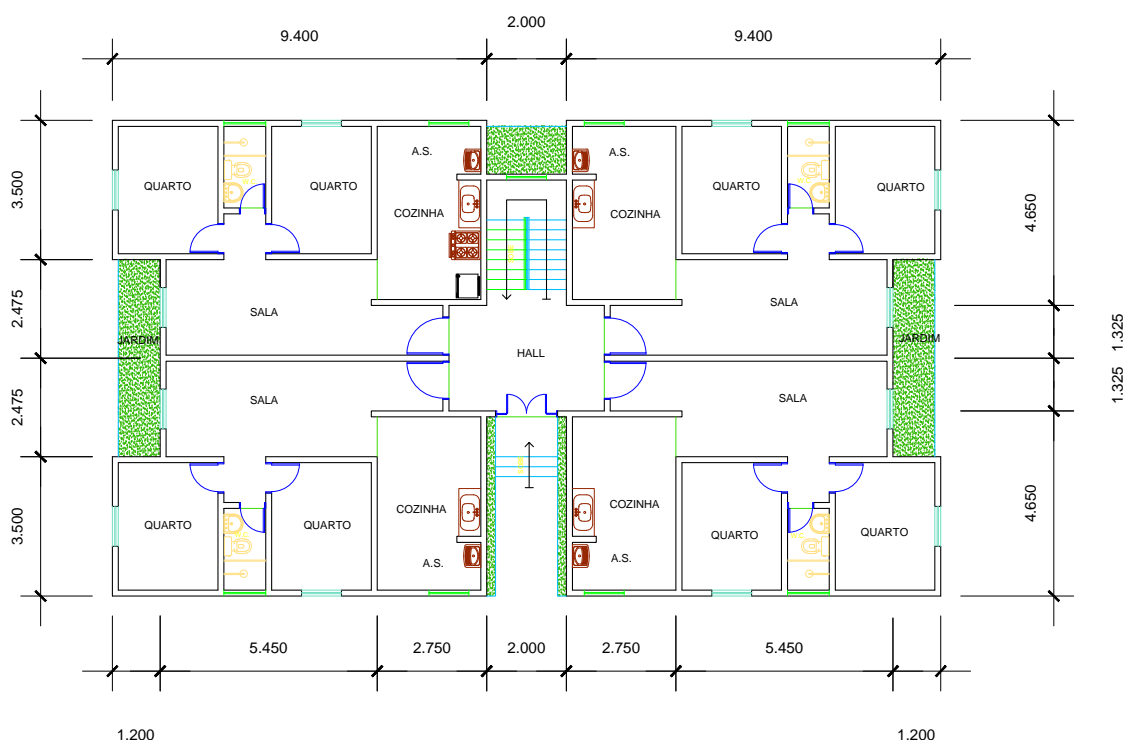 2.000
9.400
9.400
A.S.
A.S.
QUARTO
QUARTO
QUARTO
QUARTO
3.500
4.650
COZINHA
COZINHA
2.475
SALA
SALA
1.325
JARDIM
HALL
JARDIM
2.475
1.325
SALA
SALA
3.500
4.650
COZINHA
COZINHA
QUARTO
QUARTO
QUARTO
QUARTO
A.S.
A.S.
5.450
2.750
2.000
2.750
5.450
1.200
1.200